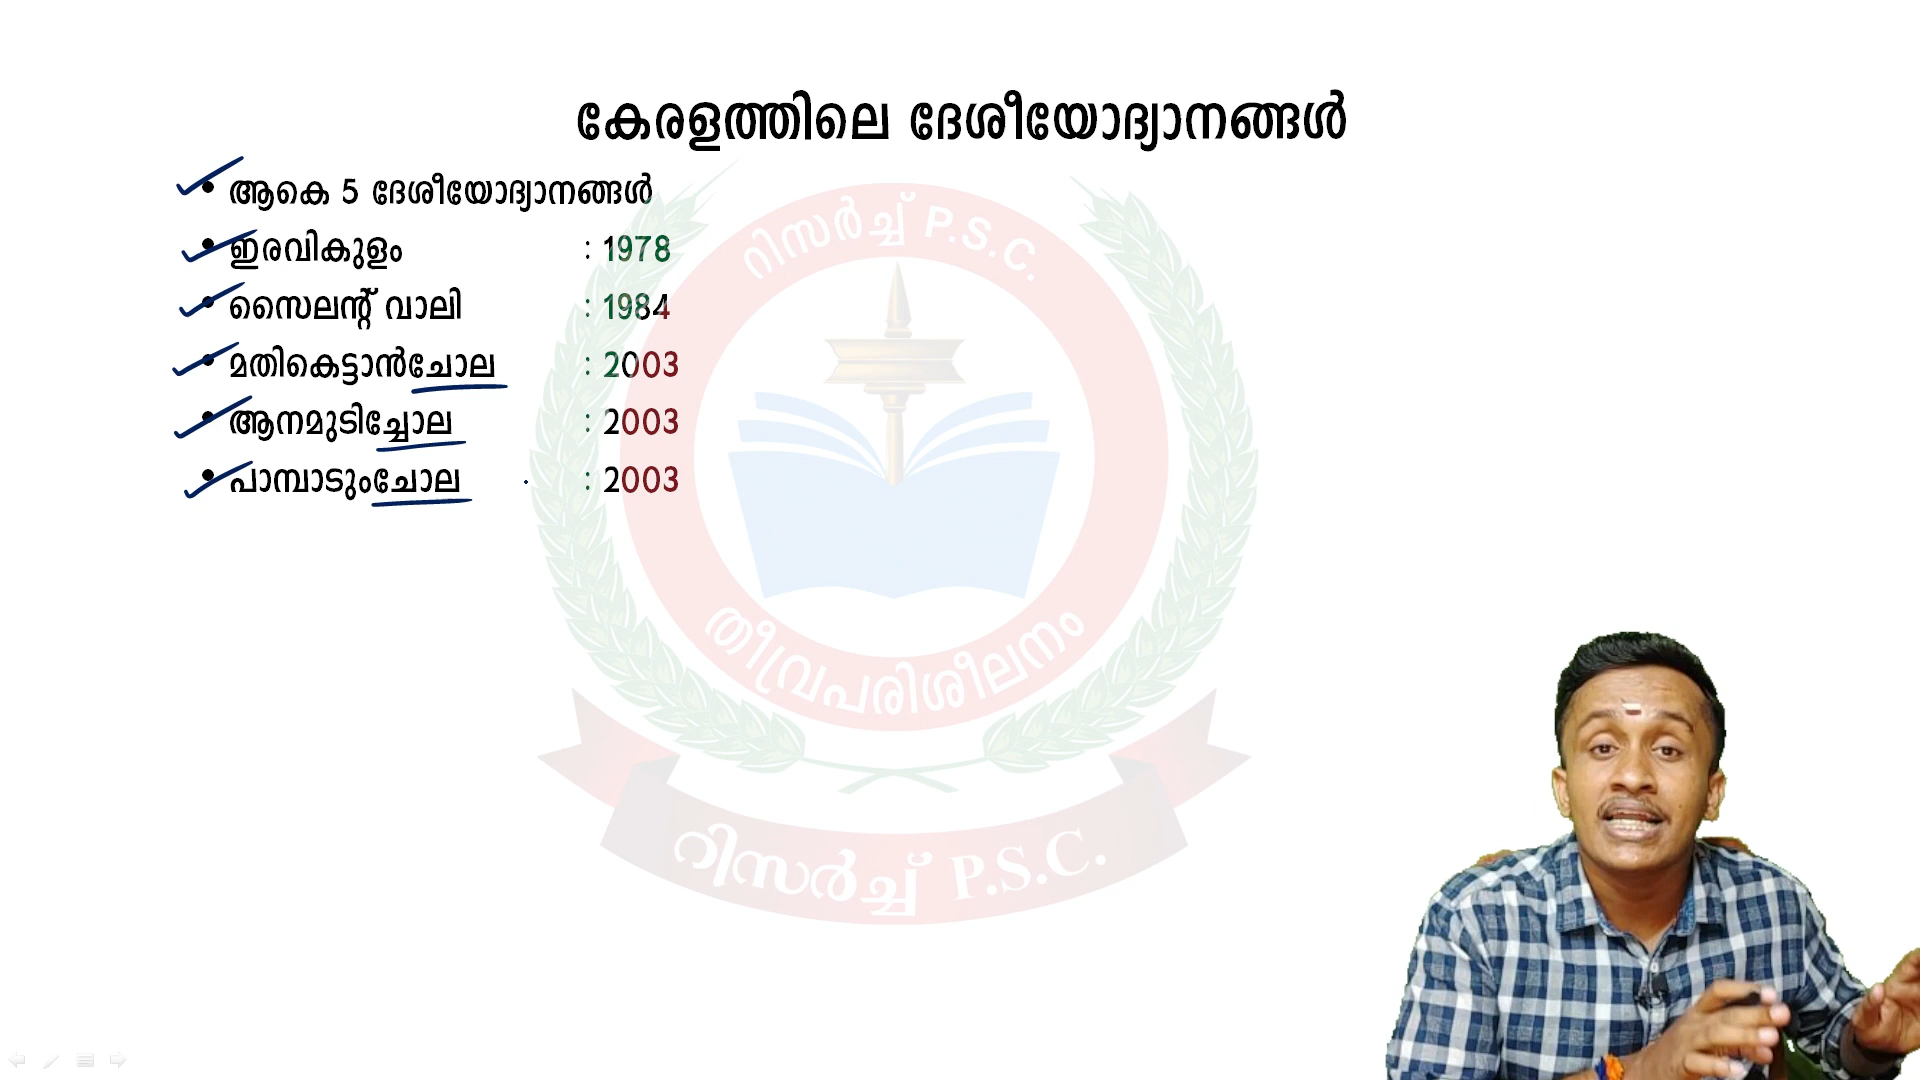 കേരളത്തിലെ ദേശീയോദ്യാനങ്ങൾ
• ആകെ 5 ദേശീയോദ്യാനങ്ങൾ
• ഇരവികുളം : 1978
• സൈലന്റ് വാലി : 1984
• മതികെട്ടാൻചോല : 2003
• ആനമുടിച്ചോല : 2003
• പാമ്പാടുംചോല : 2003
റിസർച്ച് P.S.C.
തീവ്രപരിശീലനം
റിസർച്ച് P.S.C.